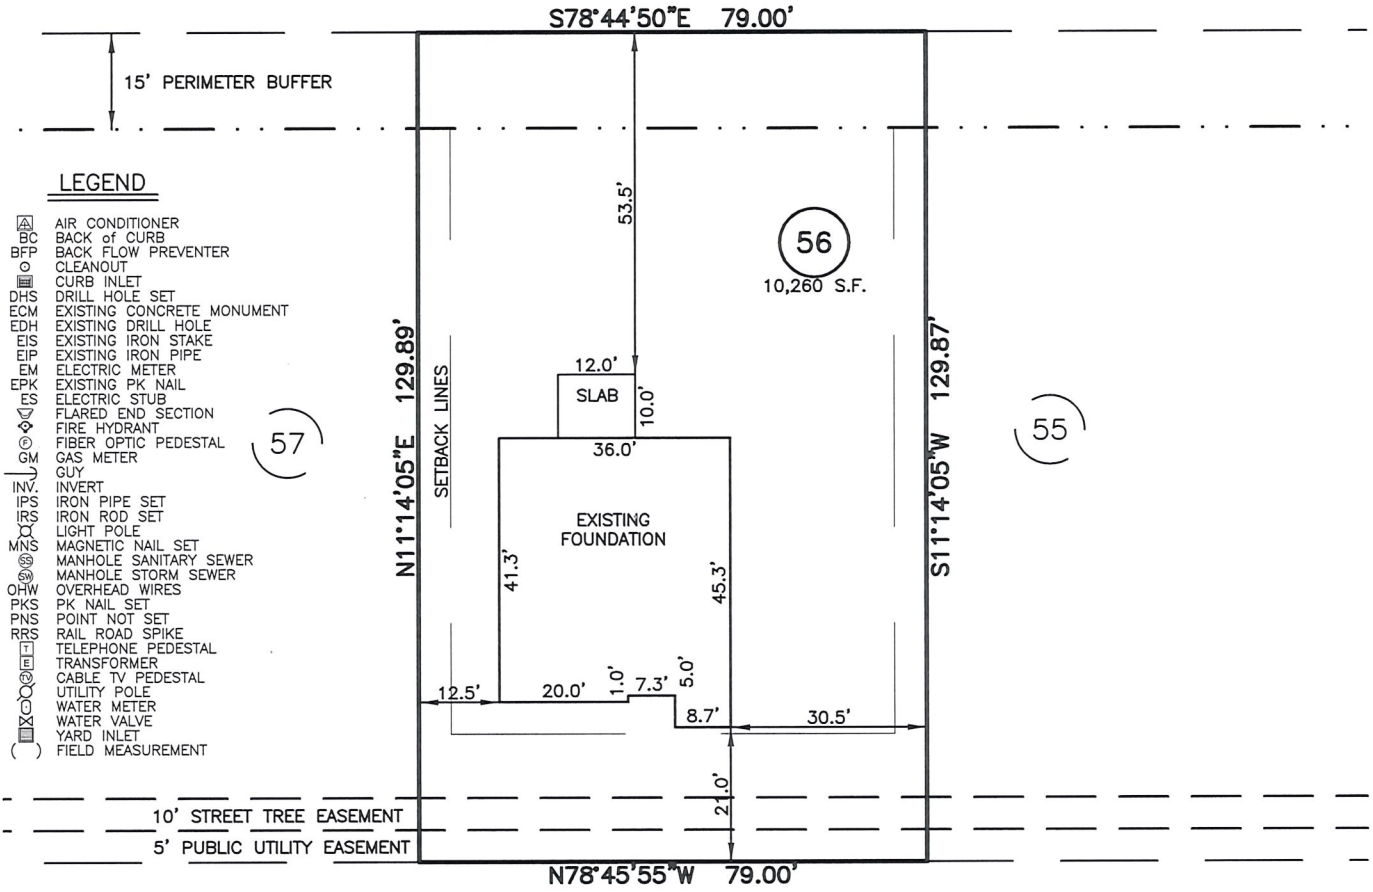 S78°44'50"E 79.00'
15' PERIMETER BUFFER
LEGEND
A AIR CONDITIONER
BC BACK of CURB
BFP BACK FLOW PREVENTER
CLEANOUT
CURB INLET
DHS DRILL HOLE SET
ECM EXISTING CONCRETE MONUMENT
EDH EXISTING DRILL HOLE
EIS EXISTING IRON STAKE
EIP EXISTING IRON PIPE
EM ELECTRIC METER
EPK EXISTING PK NAIL
ES ELECTRIC STUB
FLARED END SECTION
FIRE HYDRANT
F FIBER OPTIC PEDESTAL
GM GAS METER
GUY
INV. INVERT
IPS IRON PIPE SET
IRS IRON ROD SET
LIGHT POLE
MNS MAGNETIC NAIL SET
SS MANHOLE SANITARY SEWER
SW MANHOLE STORM SEWER
OHW OVERHEAD WIRES
PKS PK NAIL SET
PNS POINT NOT SET
RRS RAIL ROAD SPIKE
T TELEPHONE PEDESTAL
E TRANSFORMER
TV CABLE TV PEDESTAL
UTILITY POLE
WATER METER
WATER VALVE
YARD INLET
( ) FIELD MEASUREMENT
57
N11°14'05"E 129.89'
SETBACK LINES
53.5'
56
10,260 S.F.
12.0'
SLAB
10.0'
36.0'
EXISTING
FOUNDATION
41.3'
45.3'
12.5'
20.0'
1.0'
7.3'
5.0'
8.7'
30.5'
21.0'
S11°14'05"W 129.87'
55
10' STREET TREE EASEMENT
5' PUBLIC UTILITY EASEMENT
N78°45'55"W 79.00'